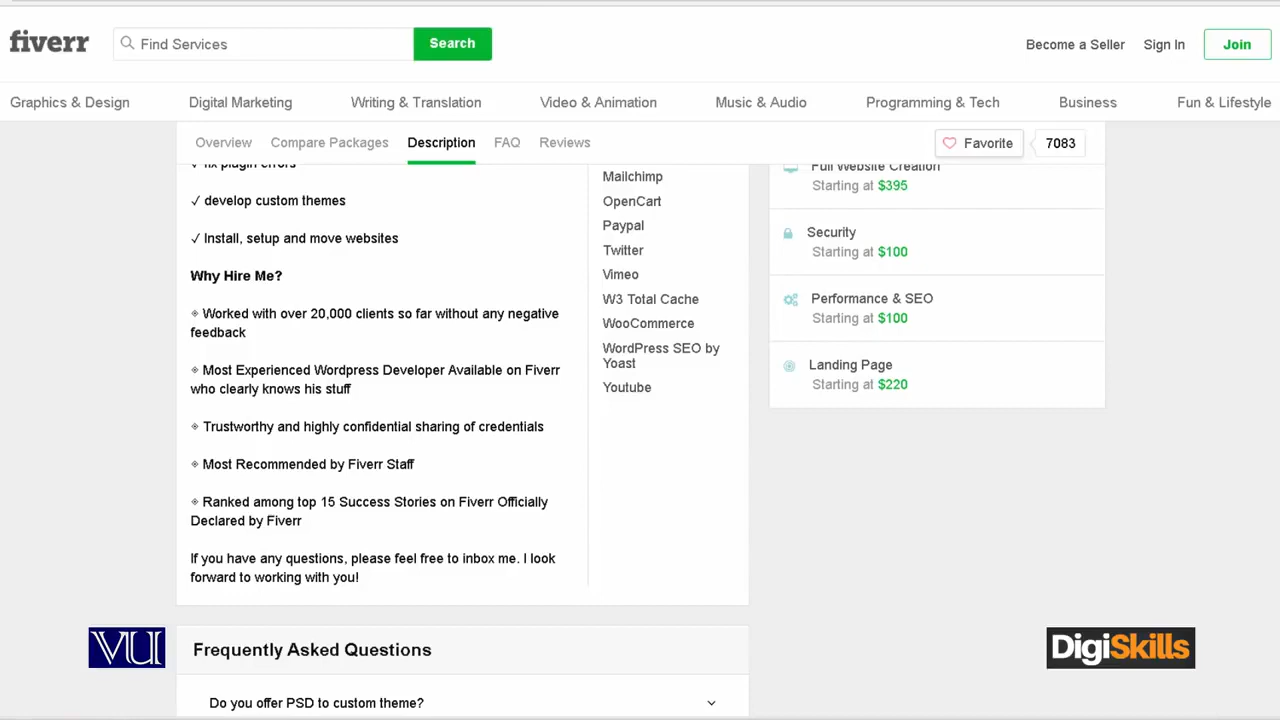 fiverr
Find Services
Search
Become a Seller
Sign In
Join
Graphics & Design
Digital Marketing
Writing & Translation
Video & Animation
Music & Audio
Programming & Tech
Business
Fun & Lifestyle
Overview
Compare Packages
Description
FAQ
Reviews
Favorite
7083
✓ fix plugin errors
✓ develop custom themes
✓ Install, setup and move websites
Why Hire Me?
◈ Worked with over 20,000 clients so far without any negative
feedback
◈ Most Experienced Wordpress Developer Available on Fiverr
who clearly knows his stuff
◈ Trustworthy and highly confidential sharing of credentials
◈ Most Recommended by Fiverr Staff
◈ Ranked among top 15 Success Stories on Fiverr Officially
Declared by Fiverr
If you have any questions, please feel free to inbox me. I look
forward to working with you!
Mailchimp
OpenCart
Paypal
Twitter
Vimeo
W3 Total Cache
WooCommerce
WordPress SEO by
Yoast
Youtube
Full Website Creation
Starting at $395
Security
Starting at $100
Performance & SEO
Starting at $100
Landing Page
Starting at $220
VU
Frequently Asked Questions
DigiSkills
Do you offer PSD to custom theme?